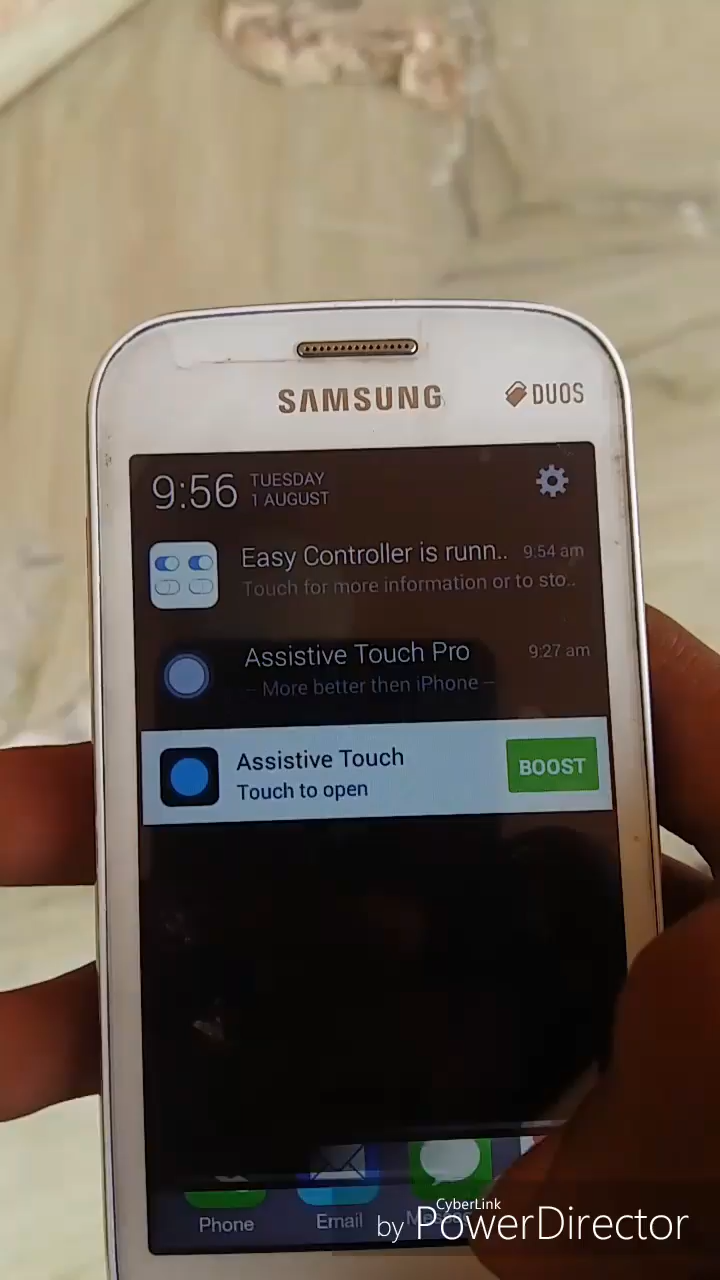 SAMSUNG
DUOS
9:56
TUESDAY
1 AUGUST
Easy Controller is runn..
9:54 am
Touch for more information or to sto..
Assistive Touch Pro
9:27 am
– More better then iPhone –
Assistive Touch
Touch to open
BOOST
Phone
Email
CyberLink
by PowerDirector